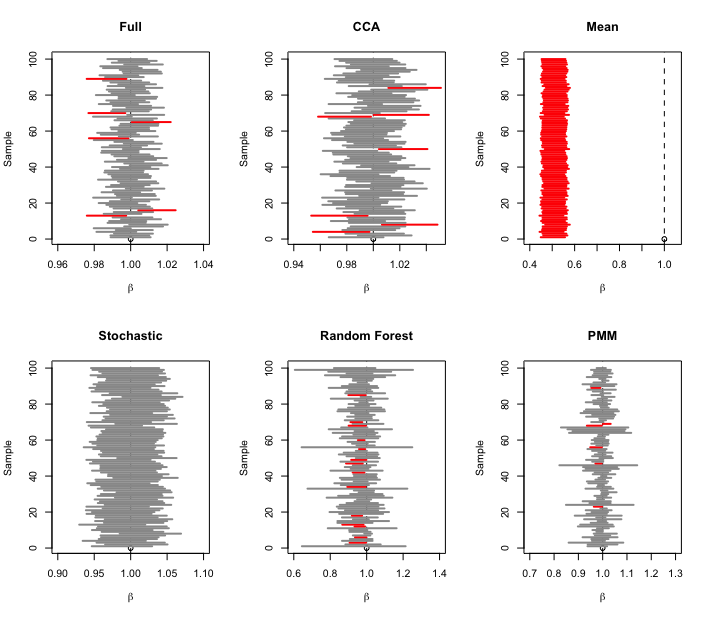 Full
Sample
0 20 40 60 80 100
0.96 0.98 1.00 1.02 1.04
β
CCA
Sample
0 20 40 60 80 100
0.94 0.98 1.02
β
Mean
Sample
0 20 40 60 80 100
0.4 0.6 0.8 1.0
β
Stochastic
Sample
0 20 40 60 80 100
0.90 0.95 1.00 1.05 1.10
β
Random Forest
Sample
0 20 40 60 80 100
0.6 0.8 1.0 1.2 1.4
β
PMM
Sample
0 20 40 60 80 100
0.7 0.8 0.9 1.0 1.1 1.2 1.3
β